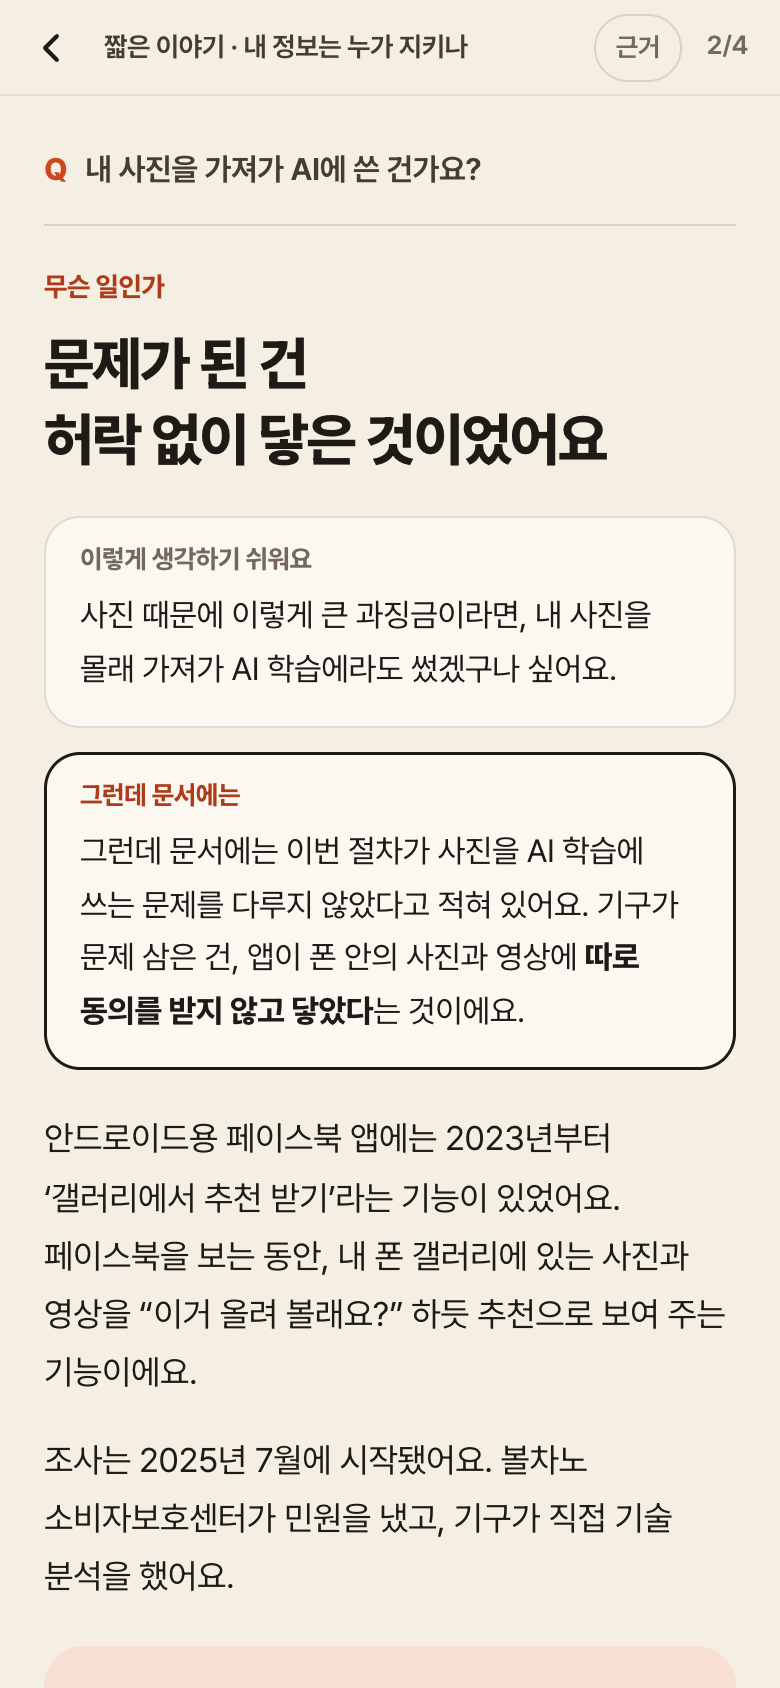 짧은 이야기 · 내 정보는 누가 지키나
근거
2/4
Q 내 사진을 가져가 AI에 쓴 건가요?
무슨 일인가
문제가 된 건
허락 없이 닿은 것이었어요
이렇게 생각하기 쉬워요
사진 때문에 이렇게 큰 과징금이라면, 내 사진을
몰래 가져가 AI 학습에라도 썼겠구나 싶어요.
그런데 문서에는
그런데 문서에는 이번 절차가 사진을 AI 학습에
쓰는 문제를 다루지 않았다고 적혀 있어요. 기구가
문제 삼은 건, 앱이 폰 안의 사진과 영상에 따로
동의를 받지 않고 닿았다는 것이에요.
안드로이드용 페이스북 앱에는 2023년부터
‘갤러리에서 추천 받기’라는 기능이 있었어요.
페이스북을 보는 동안, 내 폰 갤러리에 있는 사진과
영상을 “이거 올려 볼래요?” 하듯 추천으로 보여 주는
기능이에요.
조사는 2025년 7월에 시작됐어요. 볼차노
소비자보호센터가 민원을 냈고, 기구가 직접 기술
분석을 했어요.